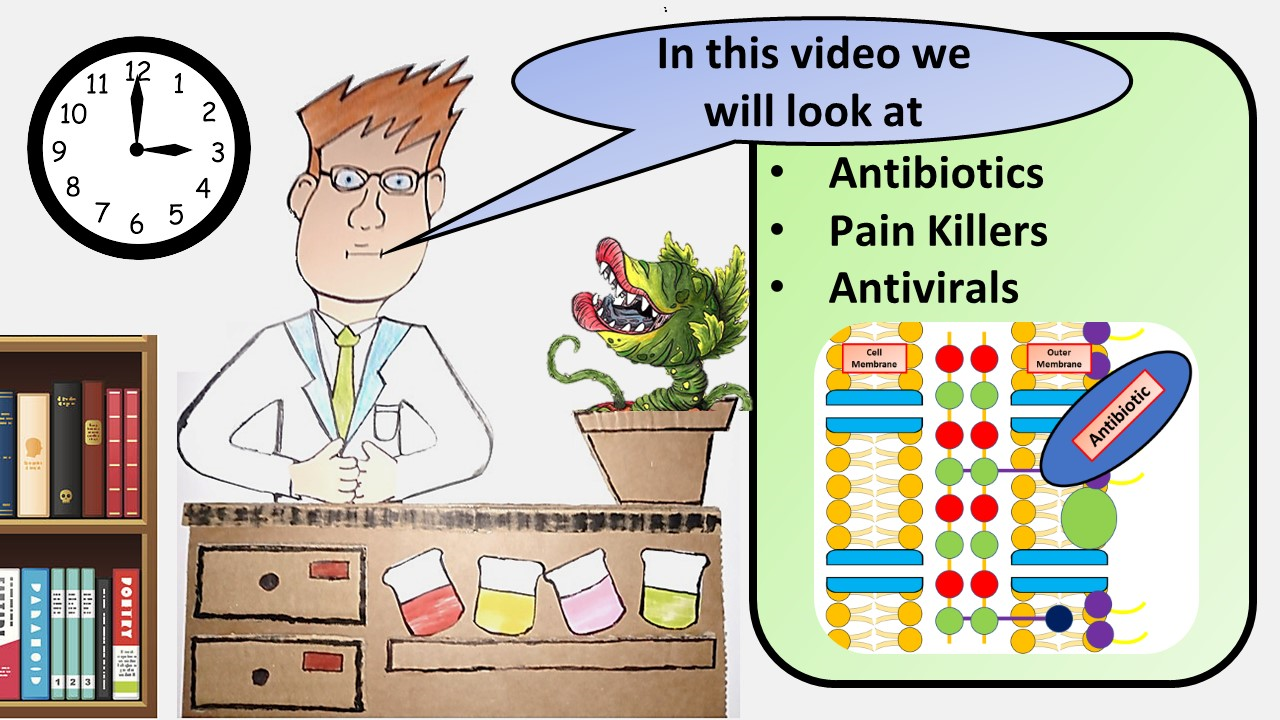 In this video we
will look at
• Antibiotics
• Pain Killers
• Antivirals
12
11
1
10
2
9
3
8
4
7
5
6
Cell
Membrane
Outer
Membrane
Antibiotic
PARANOID
1 2 3
POETRY